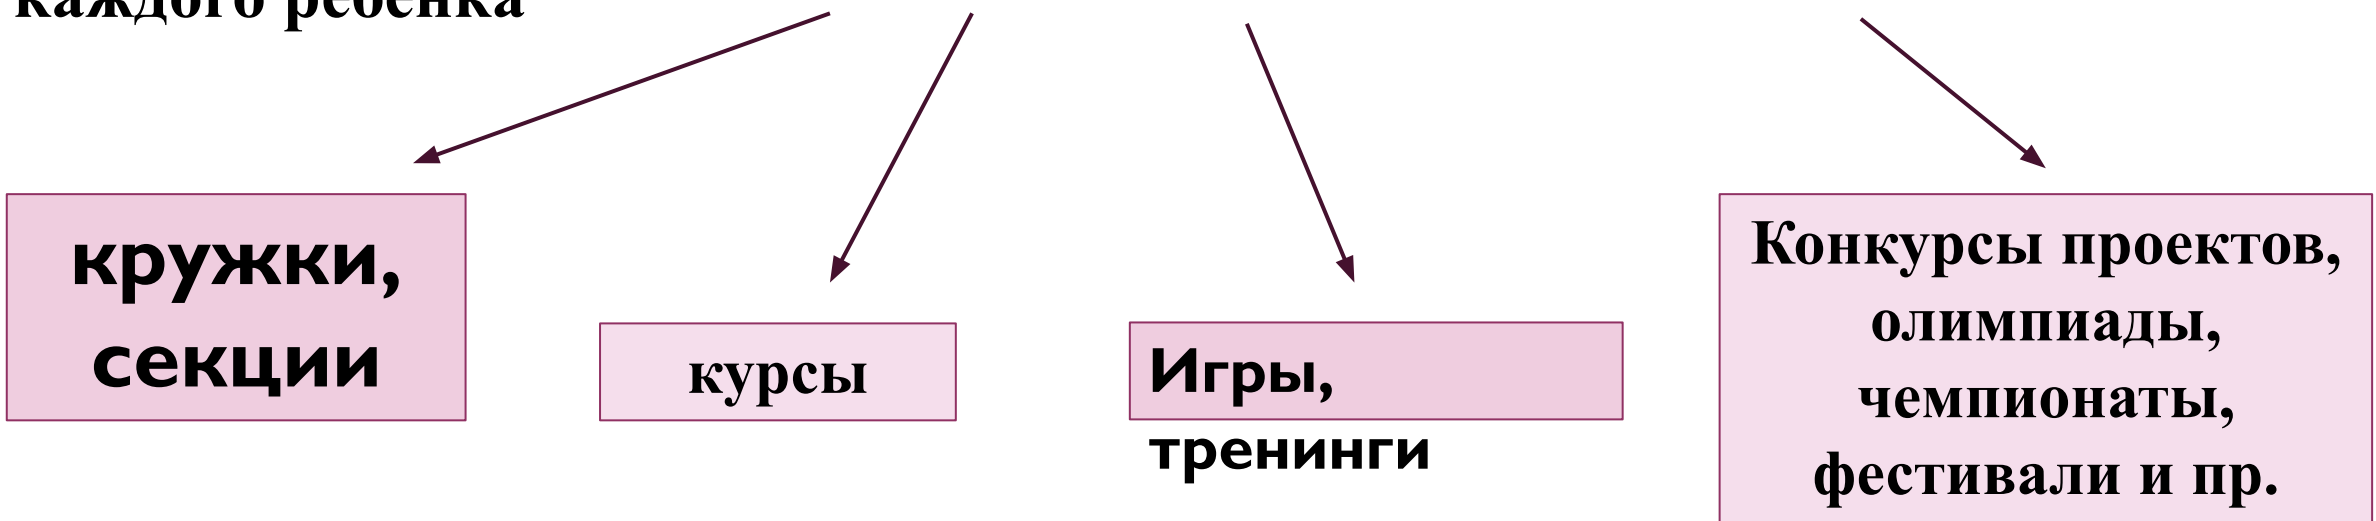 каждого ребенка
кружки,
секции
курсы
Игры,
тренинги
Конкурсы проектов,
олимпиады,
чемпионаты,
фестивали и пр.